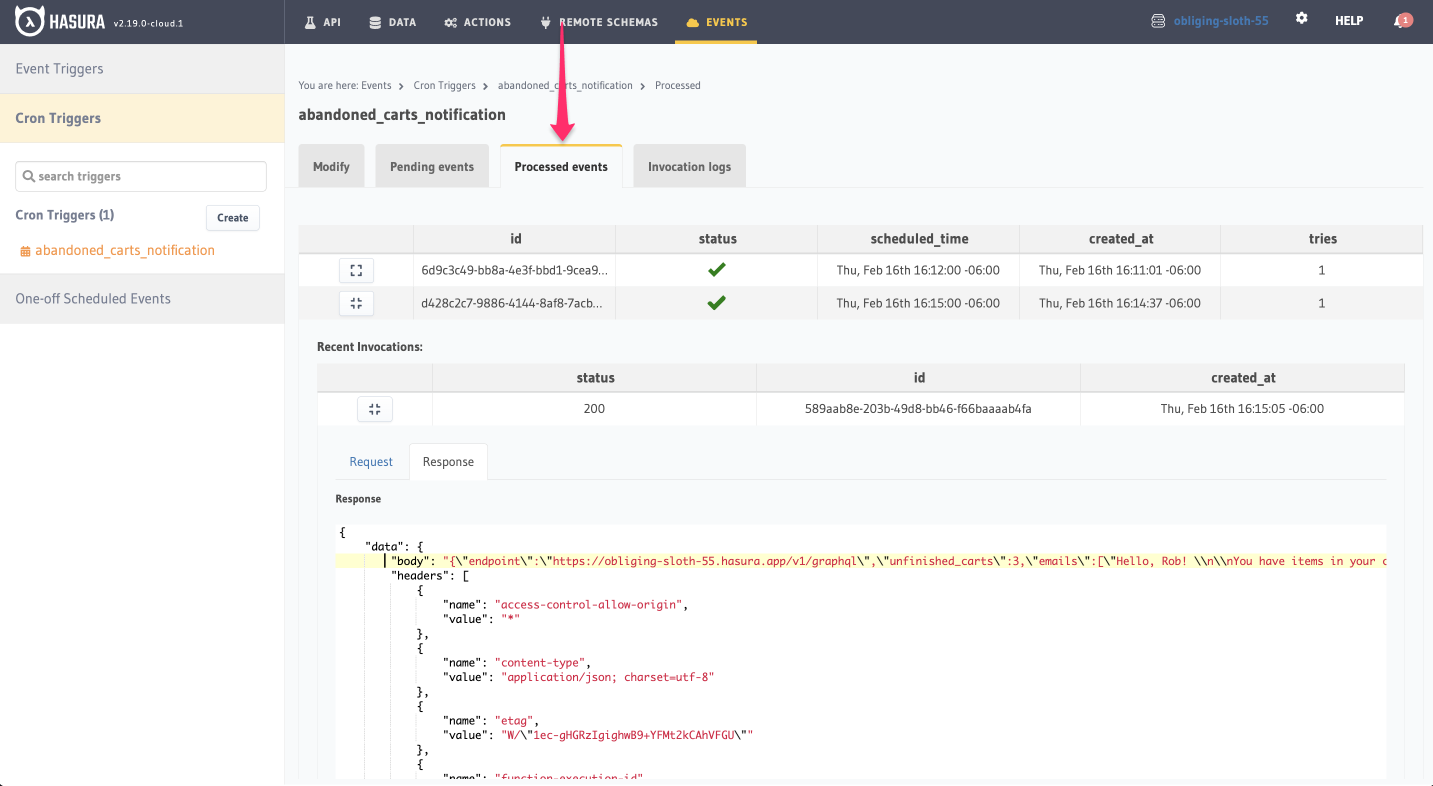 HASURA v2.19.0-cloud.1 API DATA ACTIONS REMOTE SCHEMAS EVENTS obliging-sloth-55 HELP 1
Event Triggers
Cron Triggers
search triggers
Cron Triggers (1) Create
abandoned_carts_notification
One-off Scheduled Events
You are here: Events > Cron Triggers > abandoned_carts_notification > Processed
abandoned_carts_notification
Modify Pending events Processed events Invocation logs
id status scheduled_time created_at tries
6d9c3c49-bb8a-4e3f-bbd1-9cea9... Thu, Feb 16th 16:12:00 -06:00 Thu, Feb 16th 16:11:01 -06:00 1
d428c2c7-9886-4144-8af8-7acb... Thu, Feb 16th 16:15:00 -06:00 Thu, Feb 16th 16:14:37 -06:00 1
Recent Invocations:
status id created_at
200 589aab8e-203b-49d8-bb46-f66baaaab4fa Thu, Feb 16th 16:15:05 -06:00
Request Response
Response
{
"data": {
"body": "{\"endpoint\":\"https://obliging-sloth-55.hasura.app/v1/graphql\",\"unfinished_carts\":3,\"emails\":[\"Hello, Rob! \\n\\nYou have items in your c
"headers": [
{
"name": "access-control-allow-origin",
"value": "*"
},
{
"name": "content-type",
"value": "application/json; charset=utf-8"
},
{
"name": "etag",
"value": "W/\"1ec-gHGRzIgighwB9+YFMt2kCAhVFGU\""
},
{
"name": "function-execution-id"